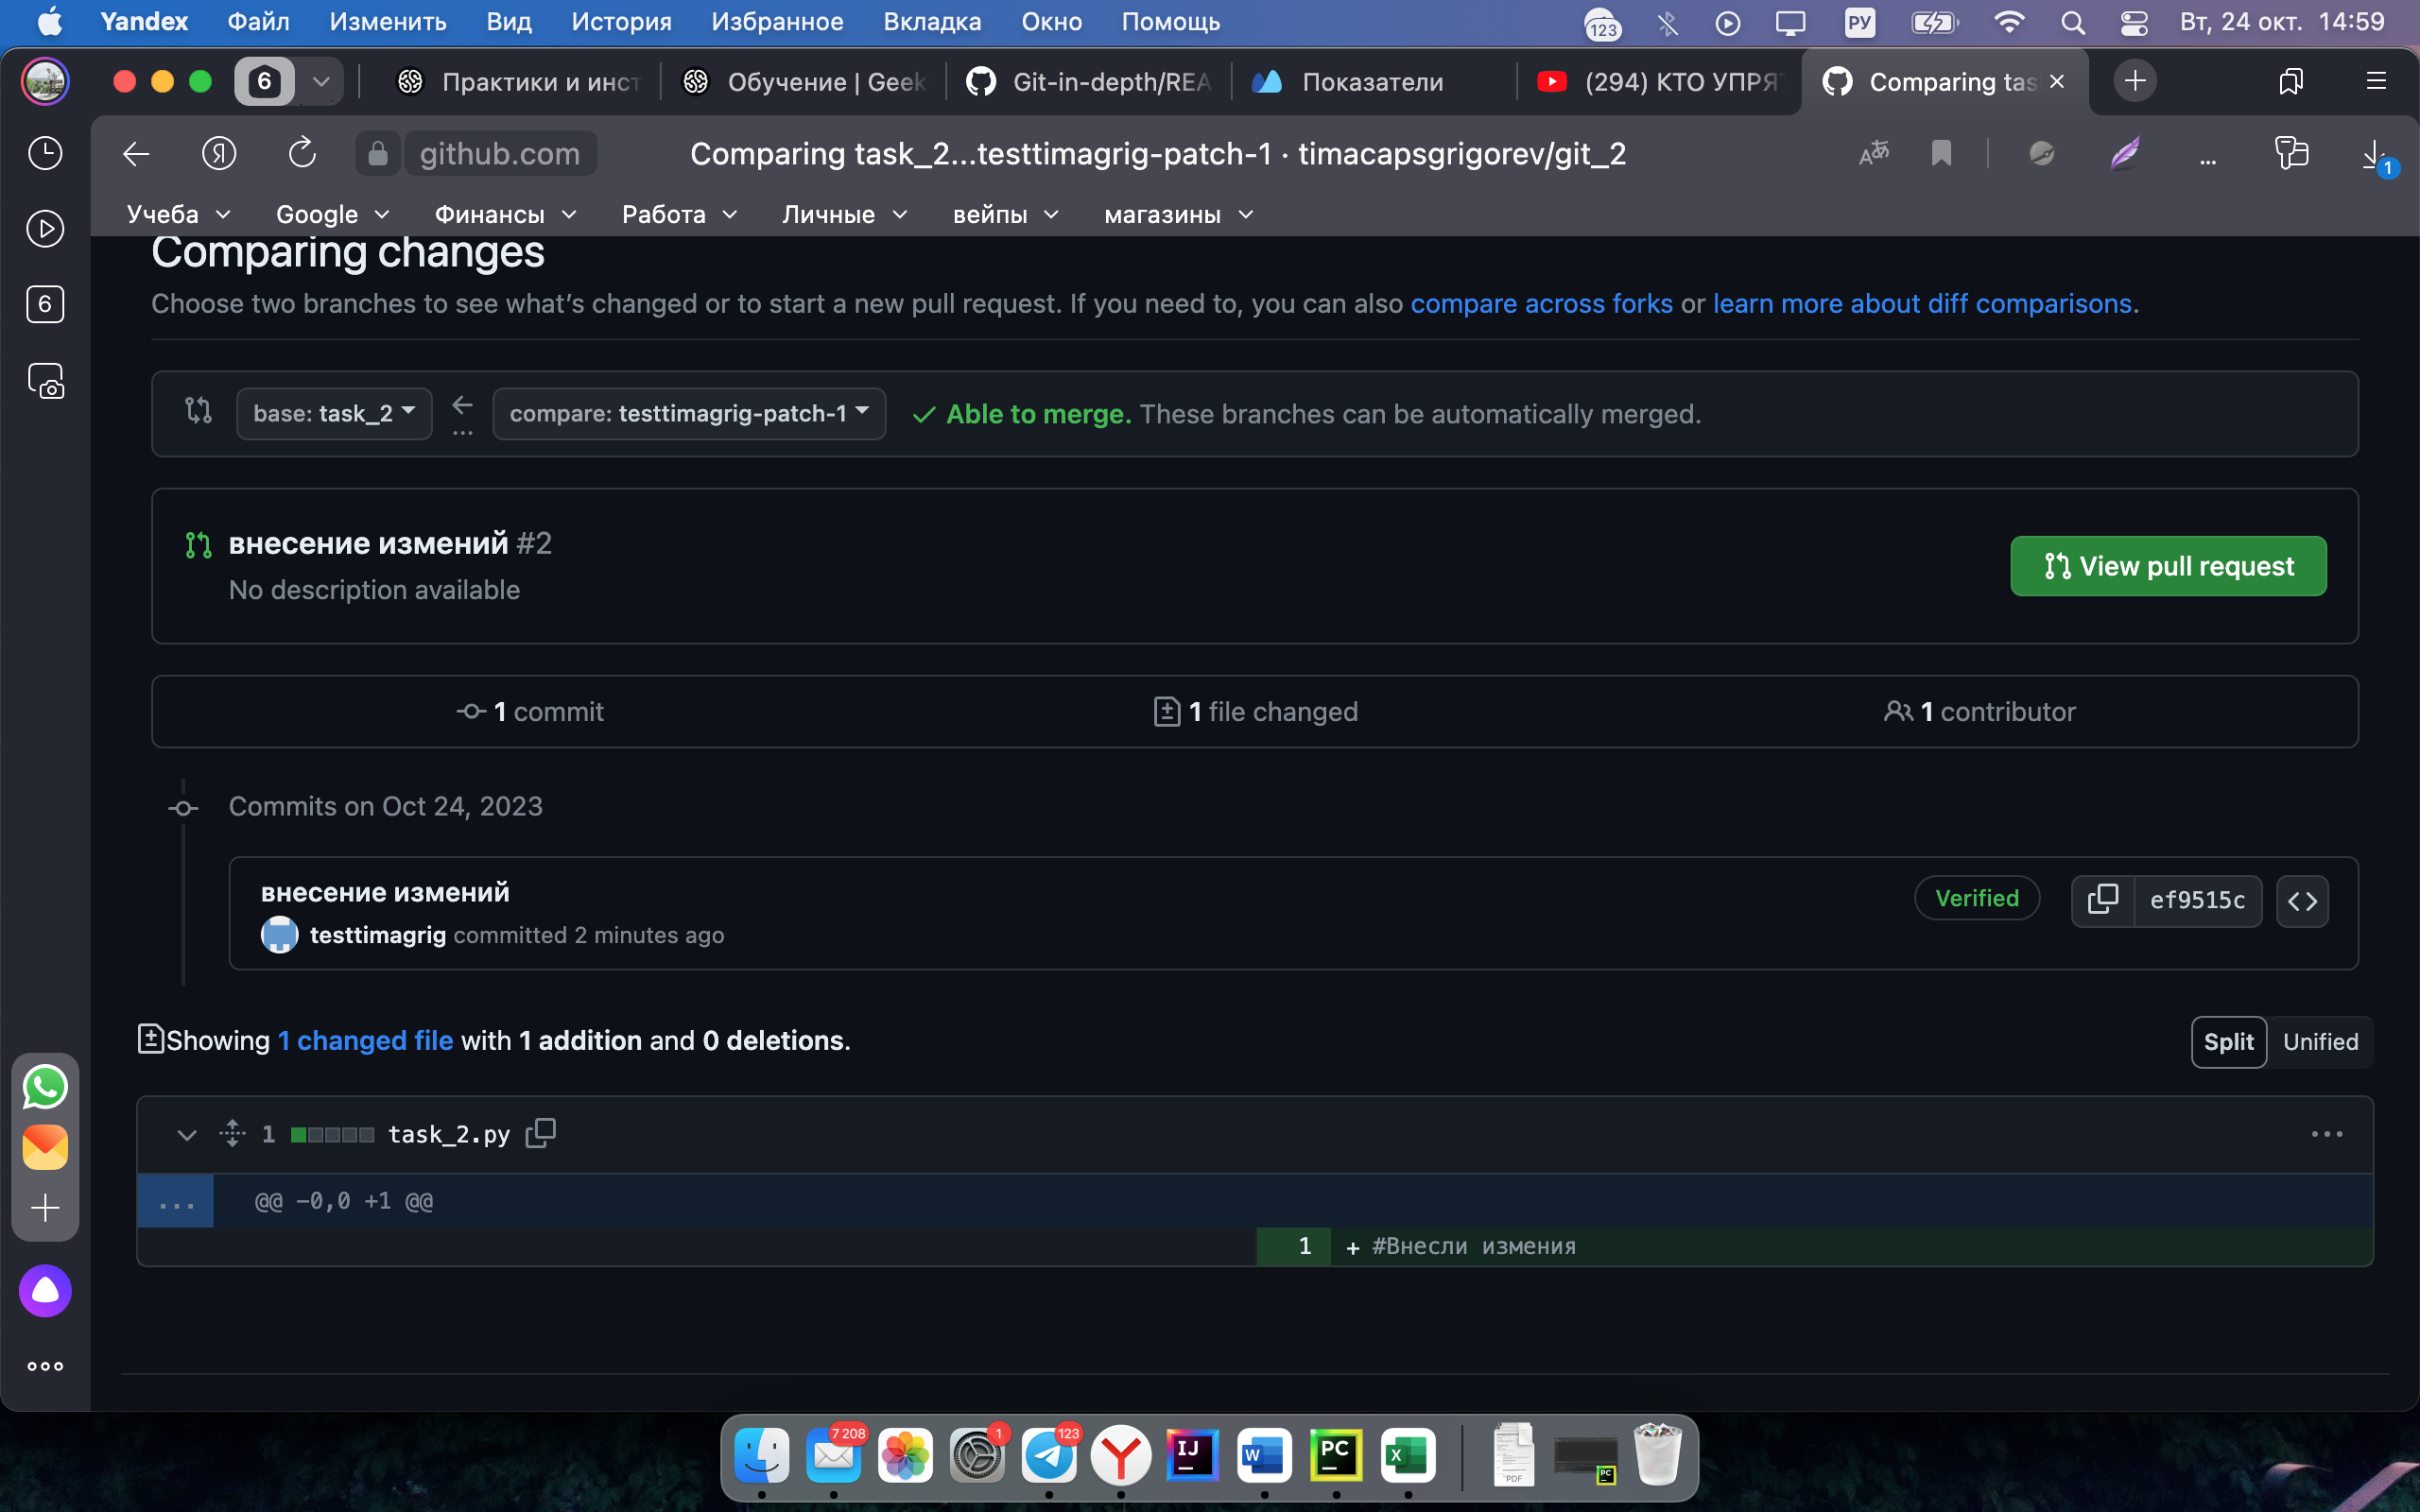 Yandex Файл Изменить Вид История Избранное Вкладка Окно Помощь 123 РУ Вт, 24 окт. 14:59
6 Практики и инст Обучение | Geek Git-in-depth/REA Показатели (294) КТО УПРЯТ Comparing tas
Я github.com Comparing task_2...testtimagrig-patch-1 · timacapsgrigorev/git_2 1
Учеба Google Финансы Работа Личные вейпы магазины
6
Comparing changes
Choose two branches to see what's changed or to start a new pull request. If you need to, you can also compare across forks or learn more about diff comparisons.
base: task_2 ... compare: testtimagrig-patch-1 Able to merge. These branches can be automatically merged.
внесение измений #2
No description available
View pull request
1 commit 1 file changed 1 contributor
Commits on Oct 24, 2023
внесение измений
testtimagrig committed 2 minutes ago
Verified ef9515c
Showing 1 changed file with 1 addition and 0 deletions.
Split Unified
1 task_2.py
... @@ -0,0 +1 @@
1 + #Внесли измения
7 208 1 123 IJ W PC X PDF PC